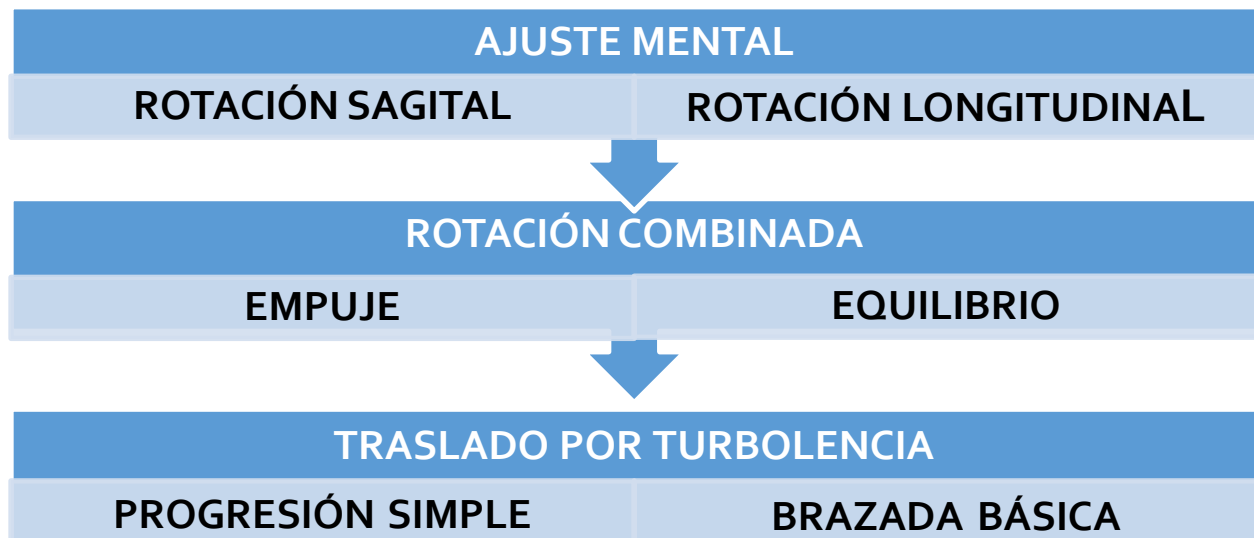 AJUSTE MENTAL
ROTACIÓN SAGITAL
ROTACIÓN LONGITUDINAL
ROTACIÓN COMBINADA
EMPUJE
EQUILIBRIO
TRASLADO POR TURBOLENCIA
PROGRESIÓN SIMPLE
BRAZADA BÁSICA